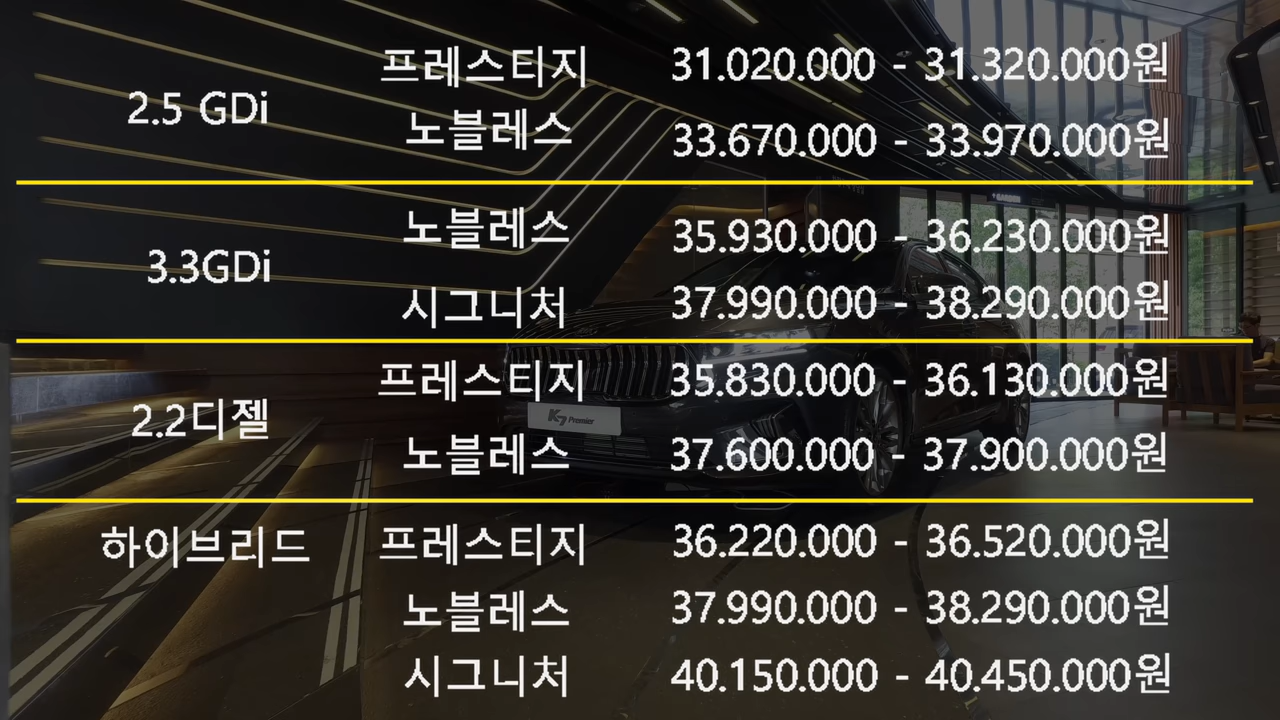 프레스티지 31.020.000 - 31.320.000원
2.5 GDi
노블레스 33.670.000 - 33.970.000원
노블레스 35.930.000 - 36.230.000원
3.3GDi
시그니처 37.990.000 - 38.290.000원
프레스티지 35.830.000 - 36.130.000원
2.2디젤
K7 Premier
노블레스 37.600.000 - 37.900.000원
하이브리드 프레스티지 36.220.000 - 36.520.000원
노블레스 37.990.000 - 38.290.000원
시그니처 40.150.000 - 40.450.000원